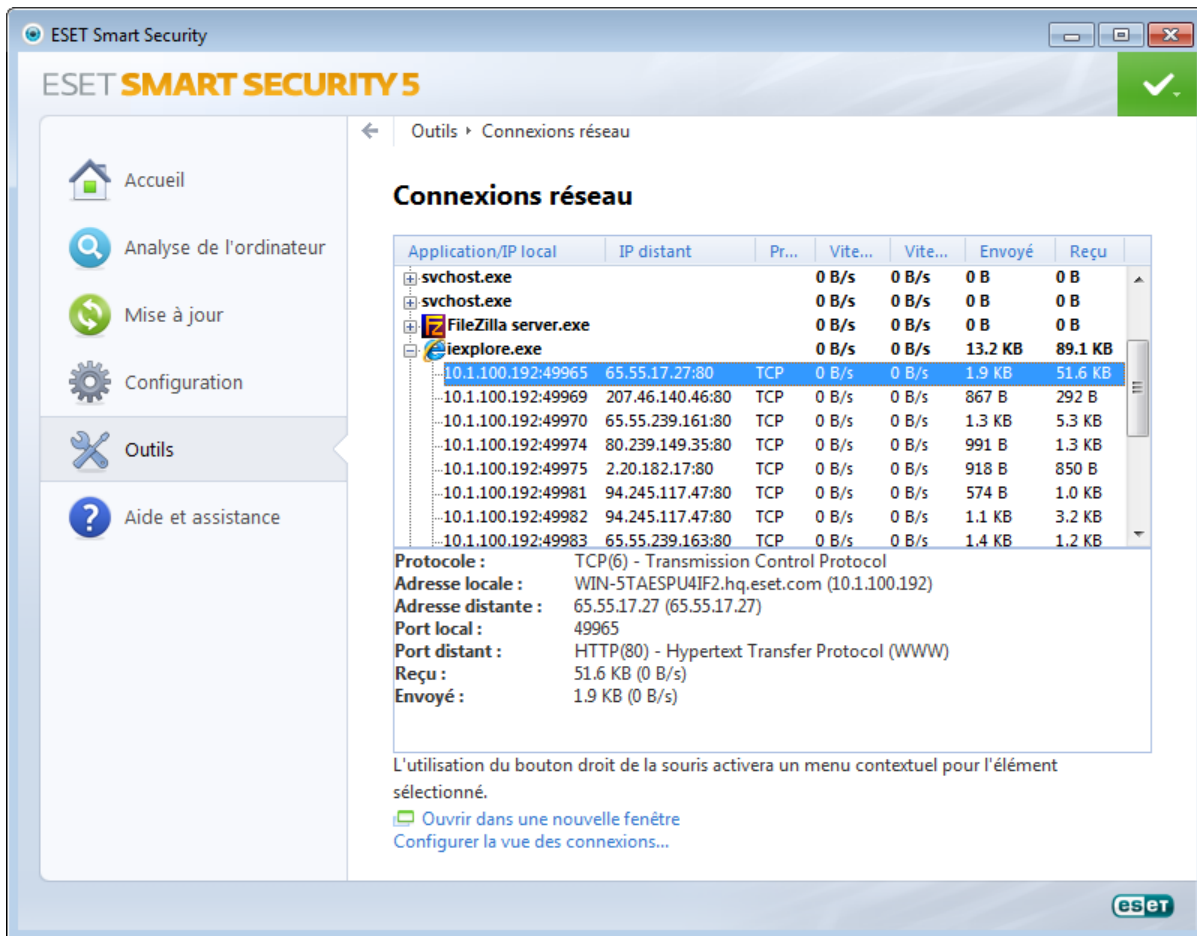 ESET Smart Security
ESET SMART SECURITY 5
Outils Connexions réseau
Accueil
Analyse de l'ordinateur
Mise à jour
Configuration
Outils
Aide et assistance
Connexions réseau
Application/IP local IP distant Pr... Vite... Vite... Envoyé Reçu
svchost.exe 0 B/s 0 B/s 0 B 0 B
svchost.exe 0 B/s 0 B/s 0 B 0 B
FileZilla server.exe 0 B/s 0 B/s 0 B 0 B
iexplore.exe 0 B/s 0 B/s 13.2 KB 89.1 KB
10.1.100.192:49965 65.55.17.27:80 TCP 0 B/s 0 B/s 1.9 KB 51.6 KB
10.1.100.192:49969 207.46.140.46:80 TCP 0 B/s 0 B/s 867 B 292 B
10.1.100.192:49970 65.55.239.161:80 TCP 0 B/s 0 B/s 1.3 KB 5.3 KB
10.1.100.192:49974 80.239.149.35:80 TCP 0 B/s 0 B/s 991 B 1.3 KB
10.1.100.192:49975 2.20.182.17:80 TCP 0 B/s 0 B/s 918 B 850 B
10.1.100.192:49981 94.245.117.47:80 TCP 0 B/s 0 B/s 574 B 1.0 KB
10.1.100.192:49982 94.245.117.47:80 TCP 0 B/s 0 B/s 1.1 KB 3.2 KB
10.1.100.192:49983 65.55.239.163:80 TCP 0 B/s 0 B/s 1.4 KB 1.2 KB
Protocole : TCP(6) - Transmission Control Protocol
Adresse locale : WIN-5TAESPU4IF2.hq.eset.com (10.1.100.192)
Adresse distante : 65.55.17.27 (65.55.17.27)
Port local : 49965
Port distant : HTTP(80) - Hypertext Transfer Protocol (WWW)
Reçu : 51.6 KB (0 B/s)
Envoyé : 1.9 KB (0 B/s)
L'utilisation du bouton droit de la souris activera un menu contextuel pour l'élément
sélectionné.
Ouvrir dans une nouvelle fenêtre
Configurer la vue des connexions...
eset